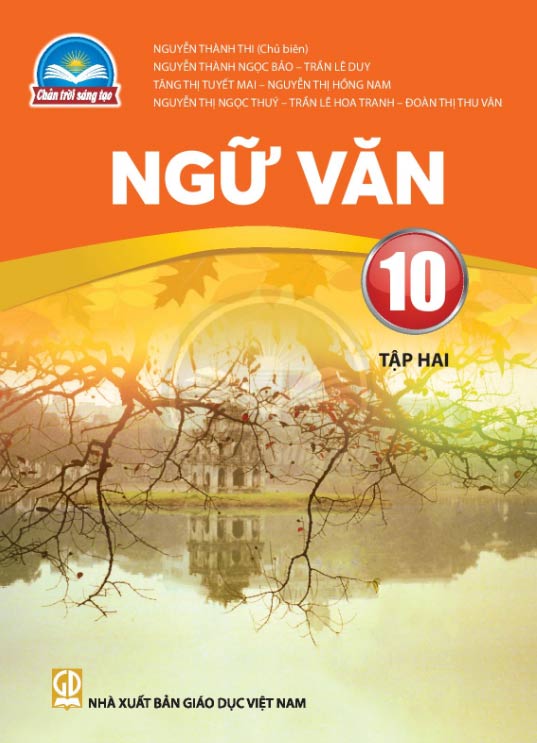 NGUYỄN THÀNH THI (Chủ biên)
NGUYỄN THÀNH NGỌC BẢO – TRẦN LÊ DUY
TĂNG THỊ TUYẾT MAI – NGUYỄN THỊ HỒNG NAM
NGUYỄN THỊ NGỌC THUÝ – TRẦN LÊ HOA TRANH – ĐOÀN THỊ THU VÂN
Chân trời sáng tạo
NGỮ VĂN
10
TẬP HAI
GD
NHÀ XUẤT BẢN GIÁO DỤC VIỆT NAM